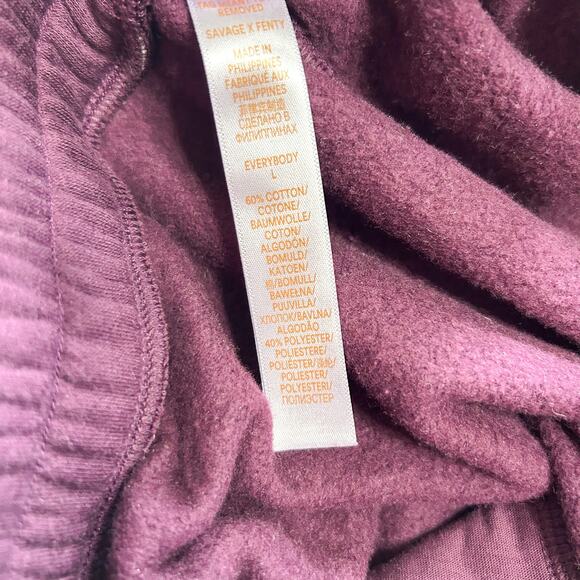 REMOVED
SAVAGE X FENTY
MADE IN
PHILIPPINES
FABRIQUÉ AUX
PHILIPPINES
菲律宾制造
СДЕЛАНО В
ФИЛИППИНАХ
EVERYBODY
L
60% COTTON/
COTONE/
BAUMWOLLE/
COTON/
ALGODÓN/
BOMULD/
KATOEN/
棉/BOMULL/
BAWEŁNA/
PUUVILLA/
ХЛОПОК/BAVLNA/
ALGODÃO
40% POLYESTER/
POLIESTERE/
POLIÉSTER/涤纶/
POLIESTER/
POLYESTERI/
ПОЛИЭСТЕР